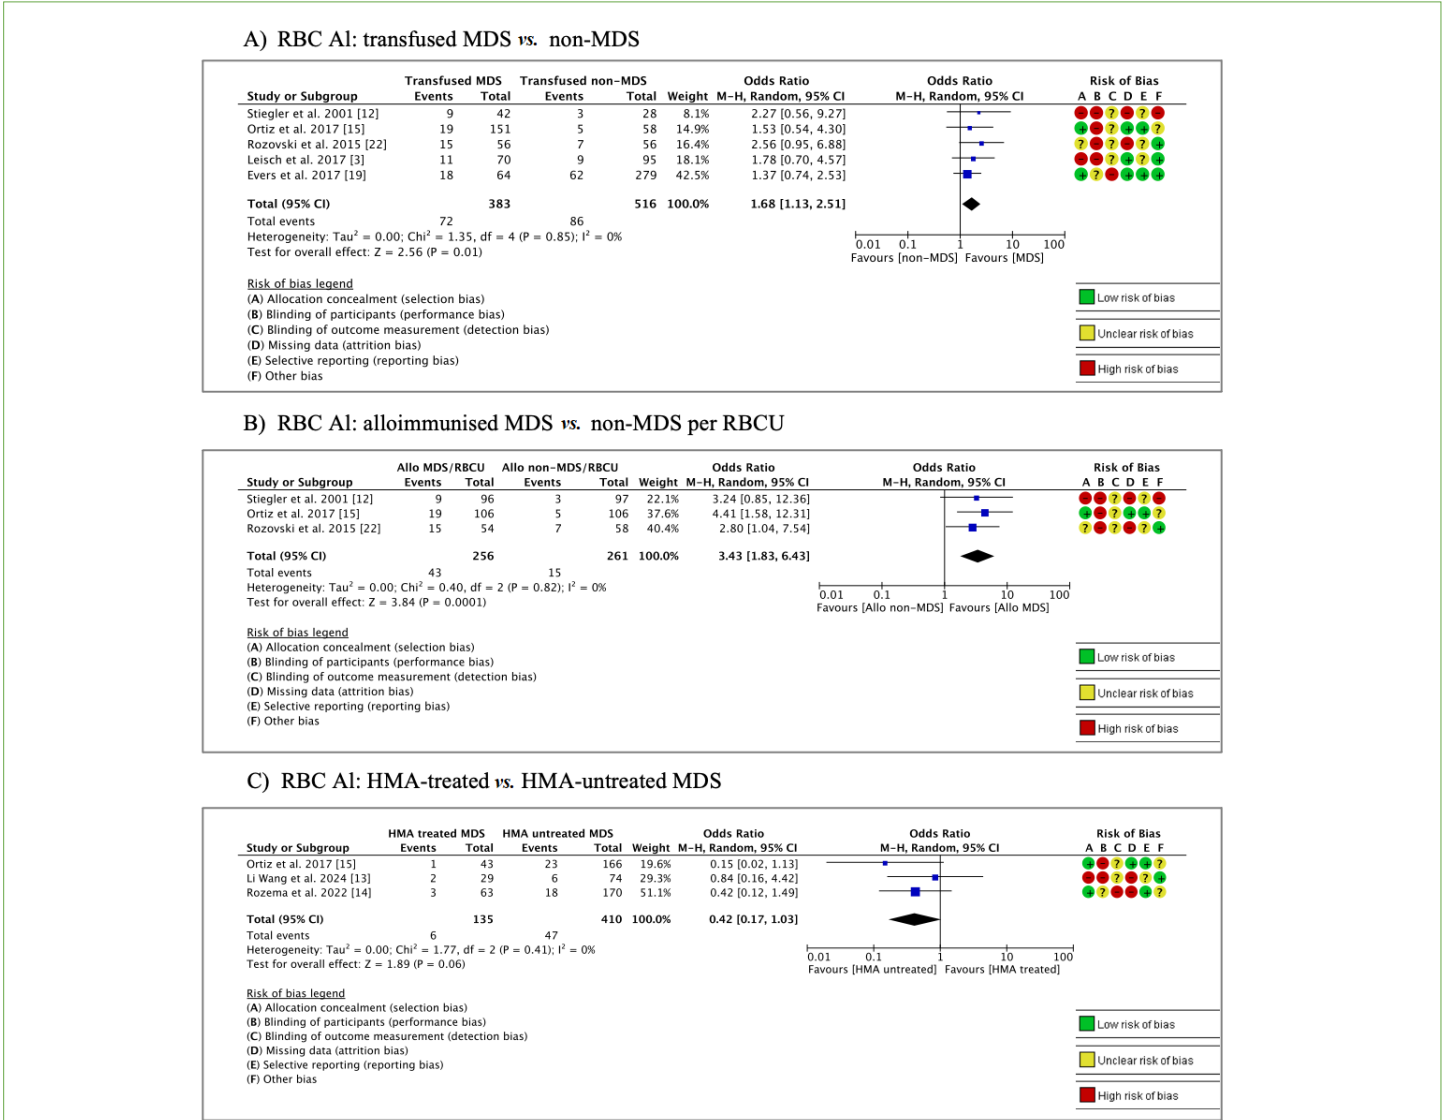 A) RBC Al: transfused MDS vs. non-MDS
Transfused MDS Transfused non-MDS Odds Ratio Odds Ratio Risk of Bias
Study or Subgroup Events Total Events Total Weight M-H, Random, 95% CI M-H, Random, 95% CI A B C D E F
Stiegler et al. 2001 [12] 9 42 3 28 8.1% 2.27 [0.56, 9.27] - - ? - ? -
Ortiz et al. 2017 [15] 19 151 5 58 14.9% 1.53 [0.54, 4.30] + - ? + + ?
Rozovski et al. 2015 [22] 15 56 7 56 16.4% 2.56 [0.95, 6.88] ? - ? - ? +
Leisch et al. 2017 [3] 11 70 9 95 18.1% 1.78 [0.70, 4.57] - - ? + ? +
Evers et al. 2017 [19] 18 64 62 279 42.5% 1.37 [0.74, 2.53] + ? - + + +
Total (95% CI) 383 516 100.0% 1.68 [1.13, 2.51]
Total events 72 86
Heterogeneity: Tau² = 0.00; Chi² = 1.35, df = 4 (P = 0.85); I² = 0%
Test for overall effect: Z = 2.56 (P = 0.01)
0.01 0.1 1 10 100
Favours [non-MDS] Favours [MDS]
Risk of bias legend
(A) Allocation concealment (selection bias)
(B) Blinding of participants (performance bias)
(C) Blinding of outcome measurement (detection bias)
(D) Missing data (attrition bias)
(E) Selective reporting (reporting bias)
(F) Other bias
Low risk of bias
Unclear risk of bias
High risk of bias
B) RBC Al: alloimmunised MDS vs. non-MDS per RBCU
Allo MDS/RBCU Allo non-MDS/RBCU Odds Ratio Odds Ratio Risk of Bias
Study or Subgroup Events Total Events Total Weight M-H, Random, 95% CI M-H, Random, 95% CI A B C D E F
Stiegler et al. 2001 [12] 9 96 3 97 22.1% 3.24 [0.85, 12.36] - - ? - ? -
Ortiz et al. 2017 [15] 19 106 5 106 37.6% 4.41 [1.58, 12.31] + - ? + + ?
Rozovski et al. 2015 [22] 15 54 7 58 40.4% 2.80 [1.04, 7.54] ? - ? - ? +
Total (95% CI) 256 261 100.0% 3.43 [1.83, 6.43]
Total events 43 15
Heterogeneity: Tau² = 0.00; Chi² = 0.40, df = 2 (P = 0.82); I² = 0%
Test for overall effect: Z = 3.84 (P = 0.0001)
0.01 0.1 1 10 100
Favours [Allo non-MDS] Favours [Allo MDS]
Risk of bias legend
(A) Allocation concealment (selection bias)
(B) Blinding of participants (performance bias)
(C) Blinding of outcome measurement (detection bias)
(D) Missing data (attrition bias)
(E) Selective reporting (reporting bias)
(F) Other bias
Low risk of bias
Unclear risk of bias
High risk of bias
C) RBC Al: HMA-treated vs. HMA-untreated MDS
HMA treated MDS HMA untreated MDS Odds Ratio Odds Ratio Risk of Bias
Study or Subgroup Events Total Events Total Weight M-H, Random, 95% CI M-H, Random, 95% CI A B C D E F
Ortiz et al. 2017 [15] 1 43 23 166 19.6% 0.15 [0.02, 1.13] + - ? + + ?
Li Wang et al. 2024 [13] 2 29 6 74 29.3% 0.84 [0.16, 4.42] - - ? - ? +
Rozema et al. 2022 [14] 3 63 18 170 51.1% 0.42 [0.12, 1.49] + ? - - + ?
Total (95% CI) 135 410 100.0% 0.42 [0.17, 1.03]
Total events 6 47
Heterogeneity: Tau² = 0.00; Chi² = 1.77, df = 2 (P = 0.41); I² = 0%
Test for overall effect: Z = 1.89 (P = 0.06)
0.01 0.1 1 10 100
Favours [HMA untreated] Favours [HMA treated]
Risk of bias legend
(A) Allocation concealment (selection bias)
(B) Blinding of participants (performance bias)
(C) Blinding of outcome measurement (detection bias)
(D) Missing data (attrition bias)
(E) Selective reporting (reporting bias)
(F) Other bias
Low risk of bias
Unclear risk of bias
High risk of bias